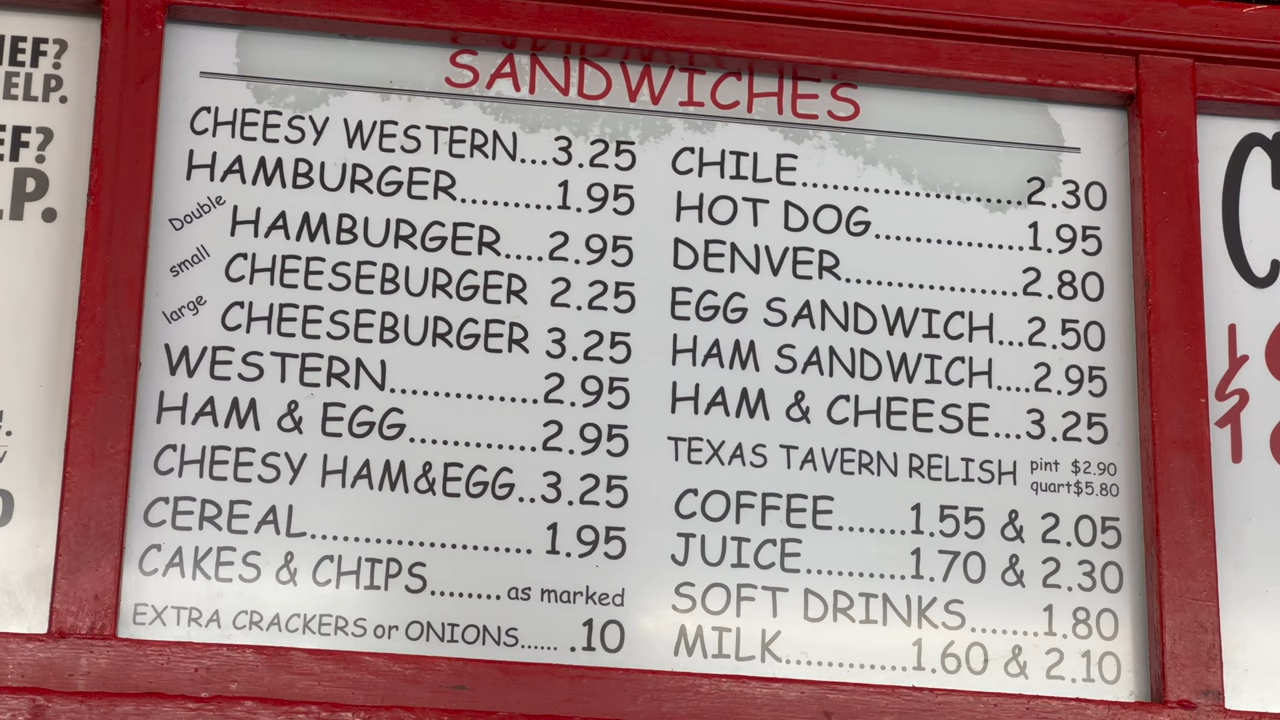 IEF?
ELP.
EF?
LP.
SANDWICHES
CHEESY WESTERN...3.25
HAMBURGER.........1.95
Double HAMBURGER....2.95
small CHEESEBURGER 2.25
large CHEESEBURGER 3.25
WESTERN..............2.95
HAM & EGG............2.95
CHEESY HAM&EGG..3.25
CEREAL...................... 1.95
CAKES & CHIPS........ as marked
EXTRA CRACKERS or ONIONS...... .10
CHILE......................2.30
HOT DOG...............1.95
DENVER.................2.80
EGG SANDWICH...2.50
HAM SANDWICH....2.95
HAM & CHEESE...3.25
TEXAS TAVERN RELISH pint $2.90
quart$5.80
COFFEE......1.55 & 2.05
JUICE..........1.70 & 2.30
SOFT DRINKS.......1.80
MILK............1.60 & 2.10